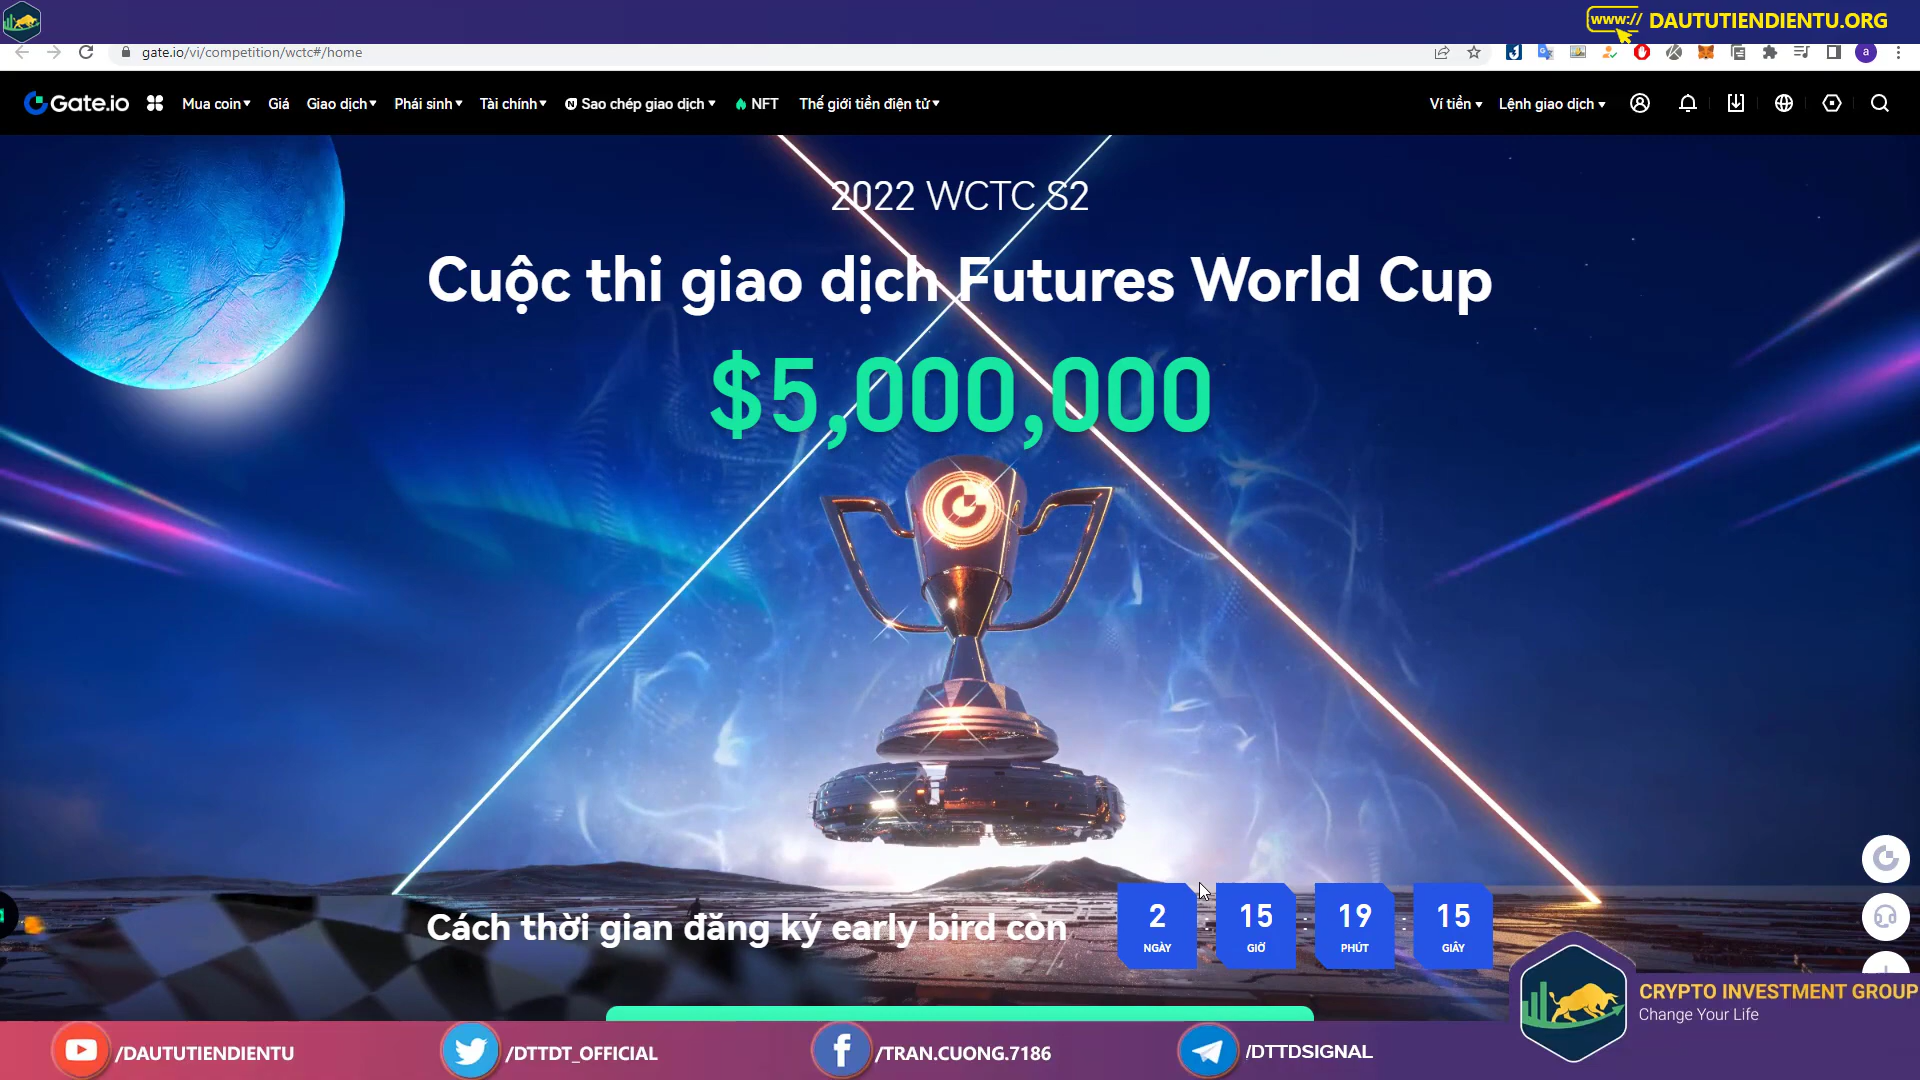 www:// DAUTUTIENDIENTU.ORG
gate.io/vi/competition/wctc#/home
a
Gate.io Mua coin Giá Giao dịch Phái sinh Tài chính Sao chép giao dịch NFT Thế giới tiền điện tử Ví tiền Lệnh giao dịch
2022 WCTC S2
Cuộc thi giao dịch Futures World Cup
$5,000,000
Cách thời gian đăng ký early bird còn
2 : 15 : 19 : 15
NGÀY GIỜ PHÚT GIÂY
CRYPTO INVESTMENT GROUP
Change Your Life
/DAUTUTIENDIENTU /DTTDT_OFFICIAL /TRAN.CUONG.7186 /DTTDSIGNAL